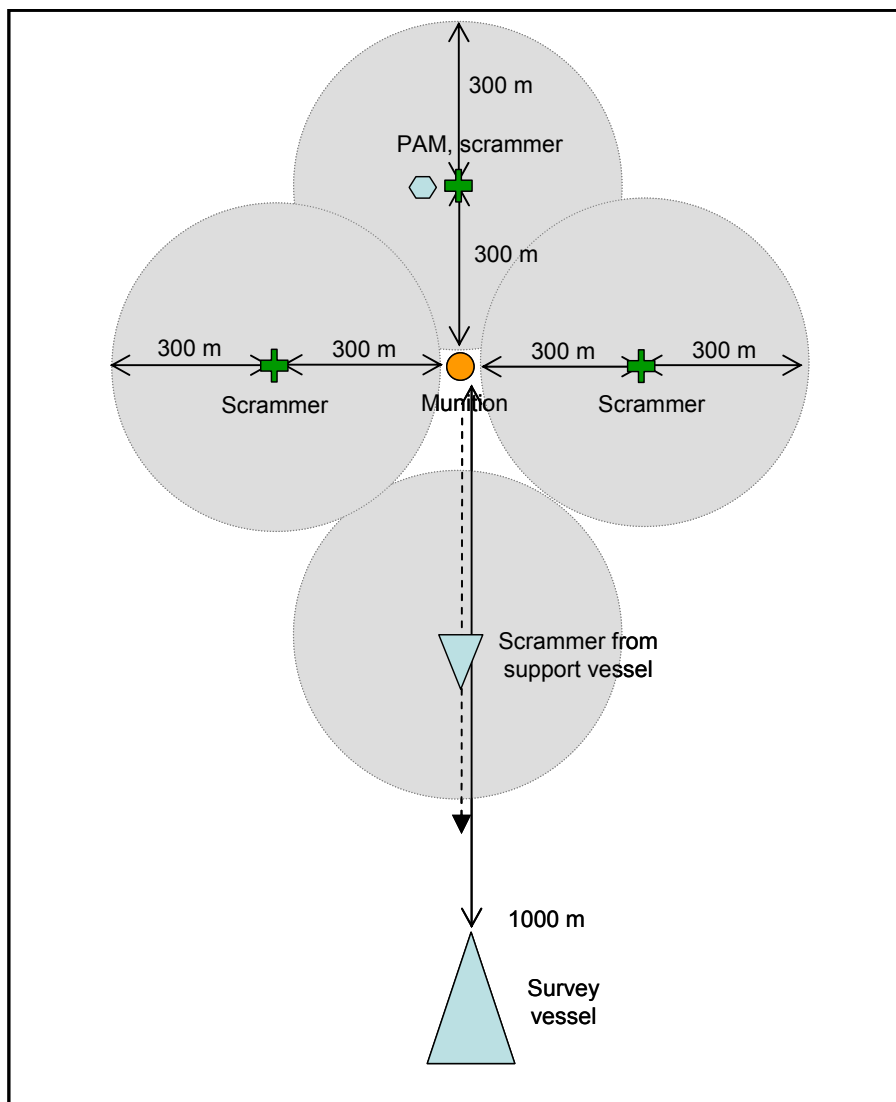 300 m
PAM, scrammer
300 m
300 m
300 m
300 m
300 m
Scrammer
Munition
Scrammer
Scrammer from
support vessel
1000 m
Survey
vessel